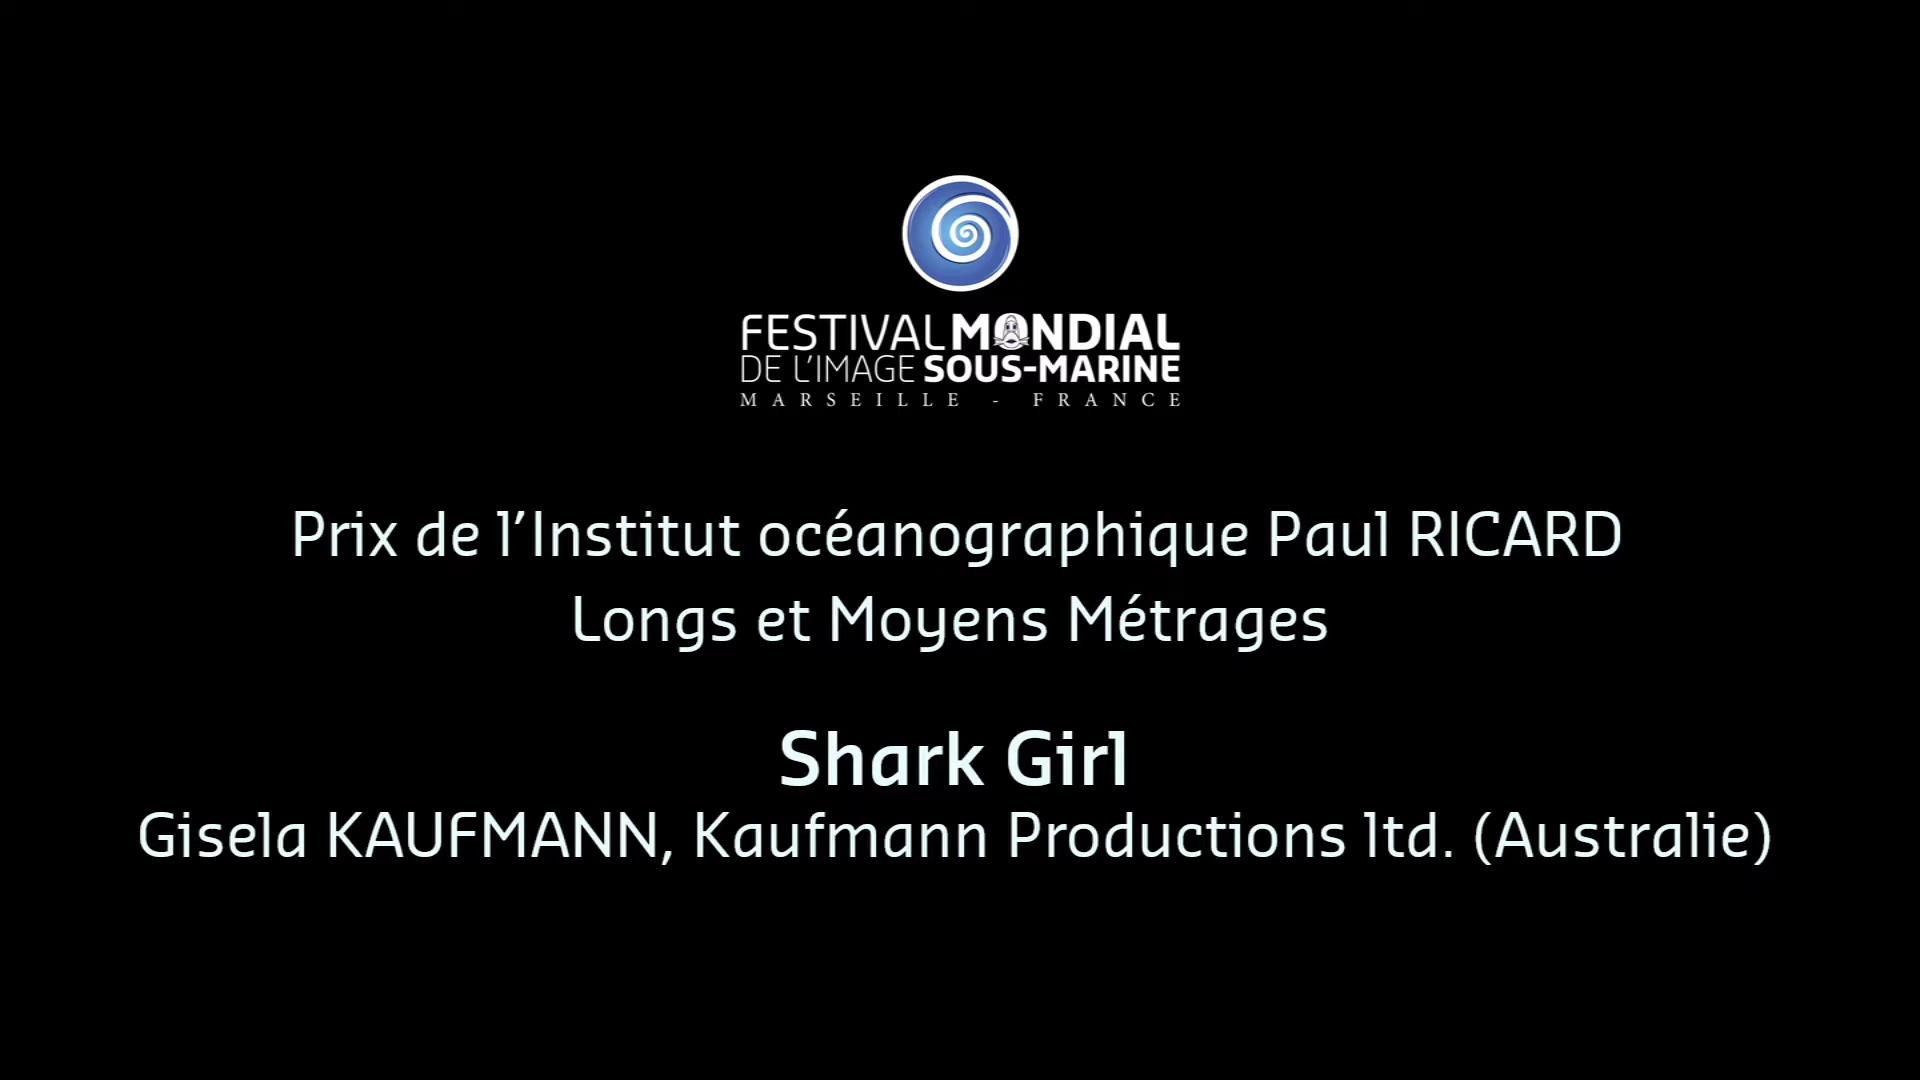 FESTIVAL MONDIAL
DE L'IMAGE SOUS-MARINE
MARSEILLE - FRANCE
Prix de l'Institut océanographique Paul RICARD
Longs et Moyens Métrages
Shark Girl
Gisela KAUFMANN, Kaufmann Productions ltd. (Australie)